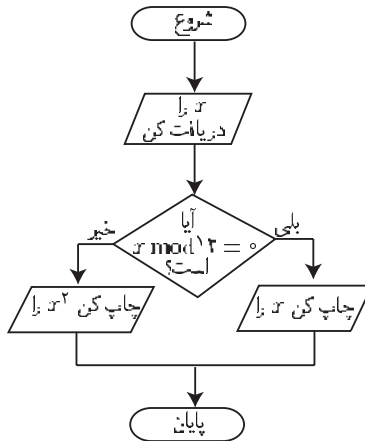 شروع
x را
دریافت کن
آیا
x mod ۱۲ = ۰
است؟
بلی
خیر
x را چاپ کن
x² را چاپ کن
پایان